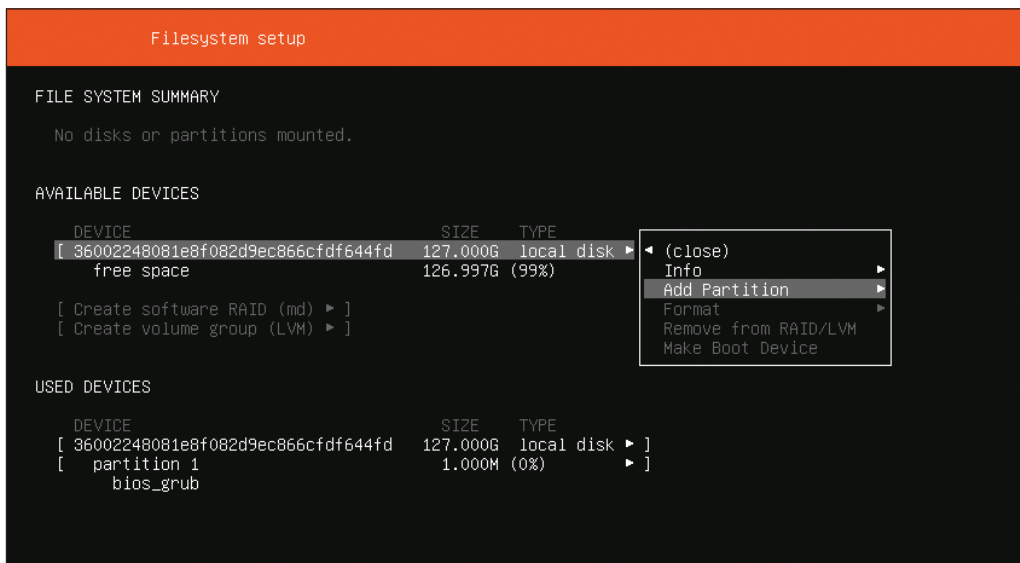 Filesystem setup
FILE SYSTEM SUMMARY
No disks or partitions mounted.
AVAILABLE DEVICES
DEVICE SIZE TYPE
[ 36002248081e8f082d9ec866cfdf644fd 127.000G local disk ▸
free space 126.997G (99%)
[ Create software RAID (md) ▸ ]
[ Create volume group (LVM) ▸ ]
◂ (close)
Info ▸
Add Partition ▸
Format ▸
Remove from RAID/LVM
Make Boot Device
USED DEVICES
DEVICE SIZE TYPE
[ 36002248081e8f082d9ec866cfdf644fd 127.000G local disk ▸ ]
[ partition 1 1.000M (0%) ▸ ]
bios_grub